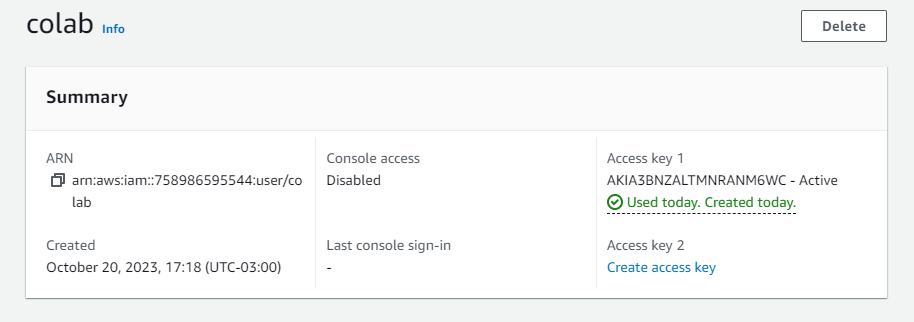 colab Info
Delete
Summary
ARN
arn:aws:iam::758986595544:user/co
lab
Created
October 20, 2023, 17:18 (UTC-03:00)
Console access
Disabled
Last console sign-in
-
Access key 1
AKIA3BNZALTMNRANM6WC - Active
Used today. Created today.
Access key 2
Create access key